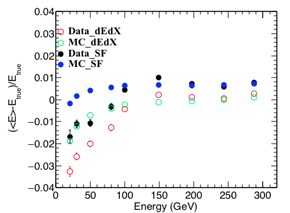 0.04
0.03
0.02
0.01
0
−0.01
−0.02
−0.03
−0.04
(<E>-E_true)/E_true
Data_dEdX
MC_dEdX
Data_SF
MC_SF
0 50 100 150 200 250 300
Energy (GeV)